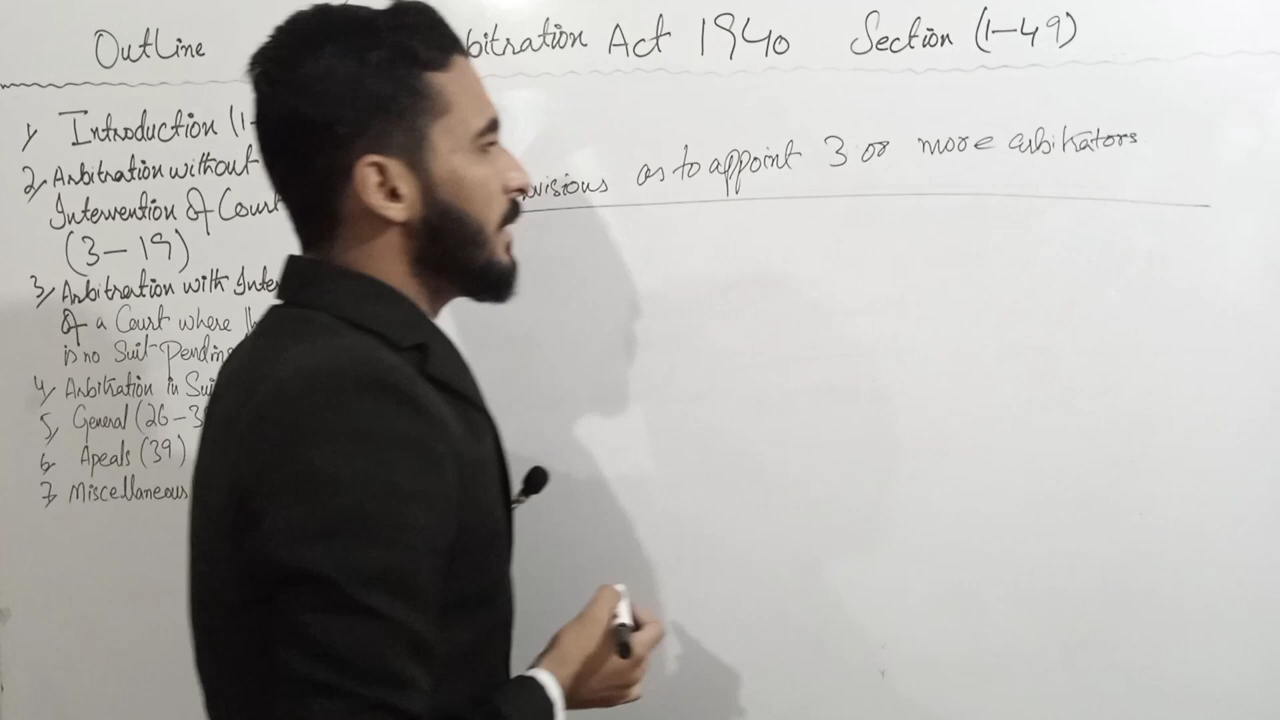 Outline bitration Act 1940 Section (1-49)
visions as to appoint 3 or more arbitrators
1, Introduction (1-
2, Arbitration without
Intervention Of Court
(3-19)
3, Arbitration with Inte
Of a Court where th
is no Suit pending
4, Arbitration in Sui
5, General (26-3
6, Apeals (39)
7, Miscellaneous